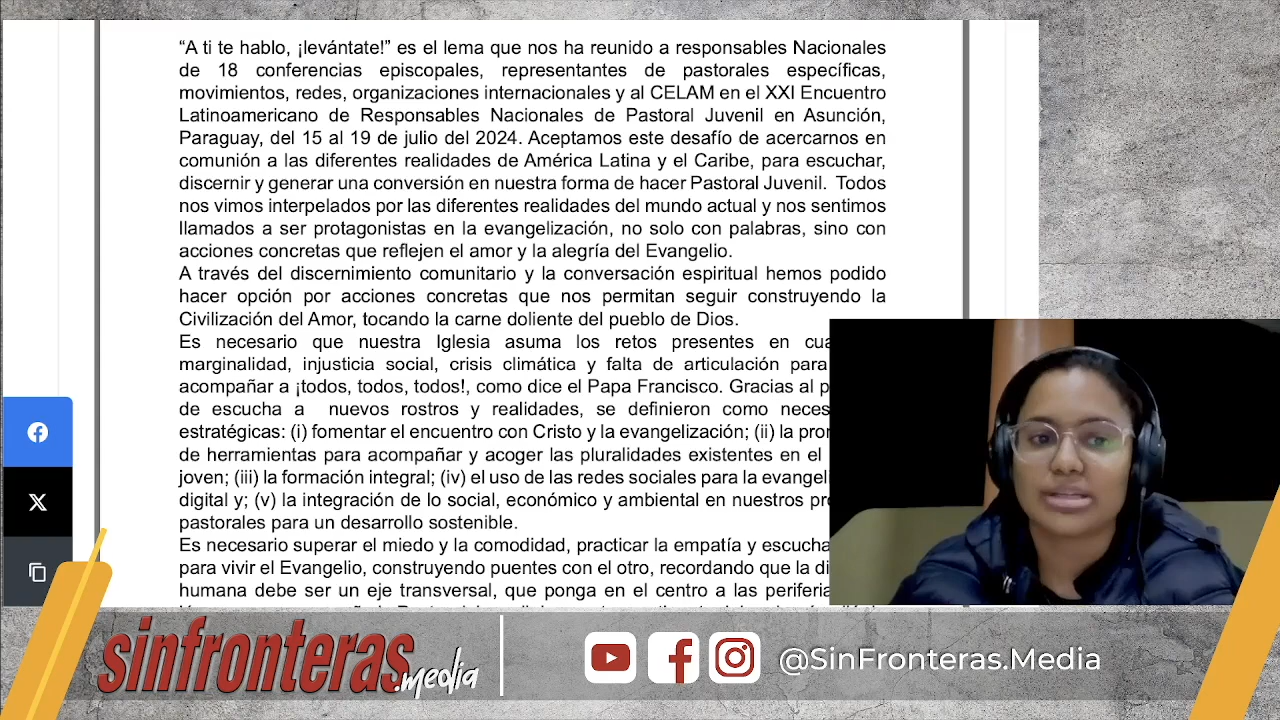 “A ti te hablo, ¡levántate!” es el lema que nos ha reunido a responsables Nacionales
de 18 conferencias episcopales, representantes de pastorales específicas,
movimientos, redes, organizaciones internacionales y al CELAM en el XXI Encuentro
Latinoamericano de Responsables Nacionales de Pastoral Juvenil en Asunción,
Paraguay, del 15 al 19 de julio del 2024. Aceptamos este desafío de acercarnos en
comunión a las diferentes realidades de América Latina y el Caribe, para escuchar,
discernir y generar una conversión en nuestra forma de hacer Pastoral Juvenil. Todos
nos vimos interpelados por las diferentes realidades del mundo actual y nos sentimos
llamados a ser protagonistas en la evangelización, no solo con palabras, sino con
acciones concretas que reflejen el amor y la alegría del Evangelio.
A través del discernimiento comunitario y la conversación espiritual hemos podido
hacer opción por acciones concretas que nos permitan seguir construyendo la
Civilización del Amor, tocando la carne doliente del pueblo de Dios.
Es necesario que nuestra Iglesia asuma los retos presentes en
marginalidad, injusticia social, crisis climática y falta de articulación para
acompañar a ¡todos, todos, todos!, como dice el Papa Francisco. Gracias al
de escucha a nuevos rostros y realidades, se definieron como
estratégicas: (i) fomentar el encuentro con Cristo y la evangelización; (ii) la
de herramientas para acompañar y acoger las pluralidades existentes en el
joven; (iii) la formación integral; (iv) el uso de las redes sociales para la
digital y; (v) la integración de lo social, económico y ambiental en nuestros
pastorales para un desarrollo sostenible.
Es necesario superar el miedo y la comodidad, practicar la empatía y
para vivir el Evangelio, construyendo puentes con el otro, recordando que la
humana debe ser un eje transversal, que ponga en el centro a las
sinfronteras.media
@SinFronteras.Media